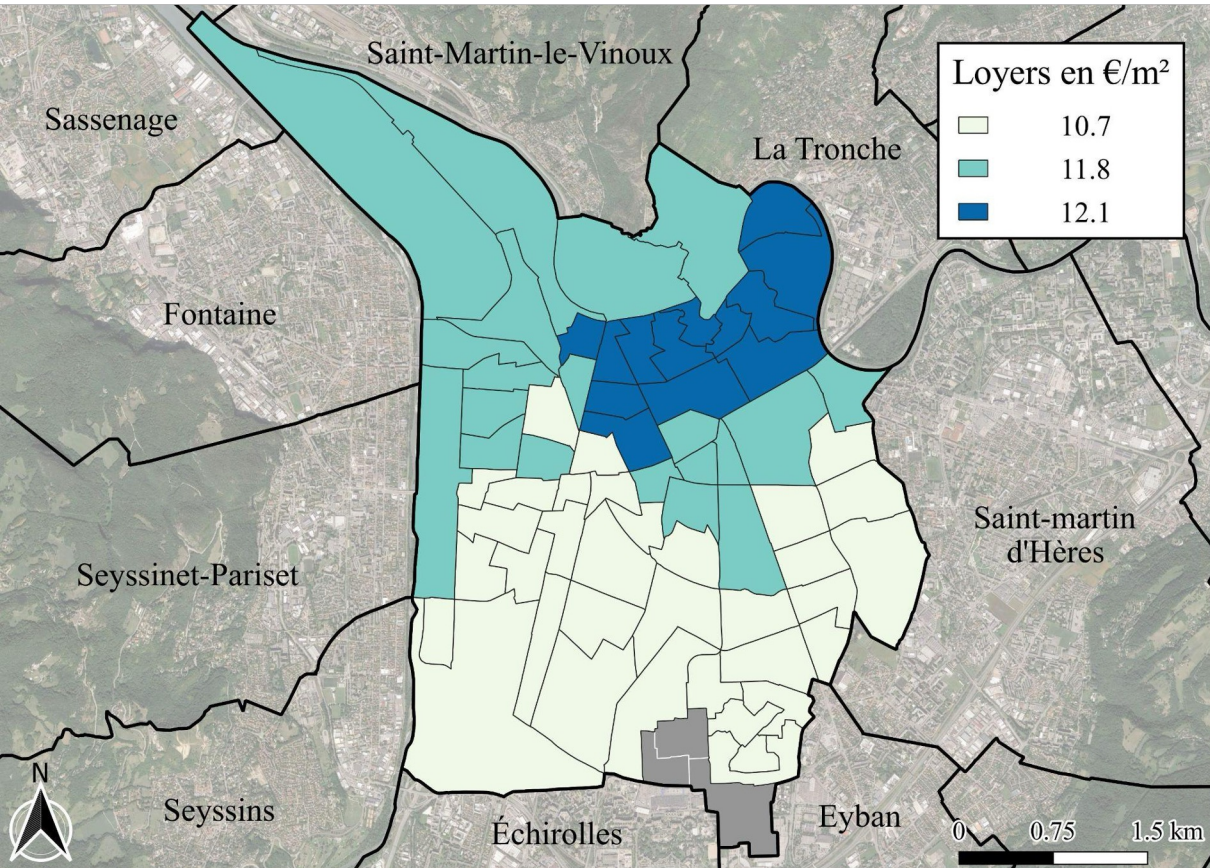 Saint-Martin-le-Vinoux
Loyers en €/m²
10.7
11.8
12.1
Sassenage
La Tronche
Fontaine
Saint-martin
d'Hères
Seyssinet-Pariset
N
Seyssins
Échirolles
Eyban
0 0.75 1.5 km